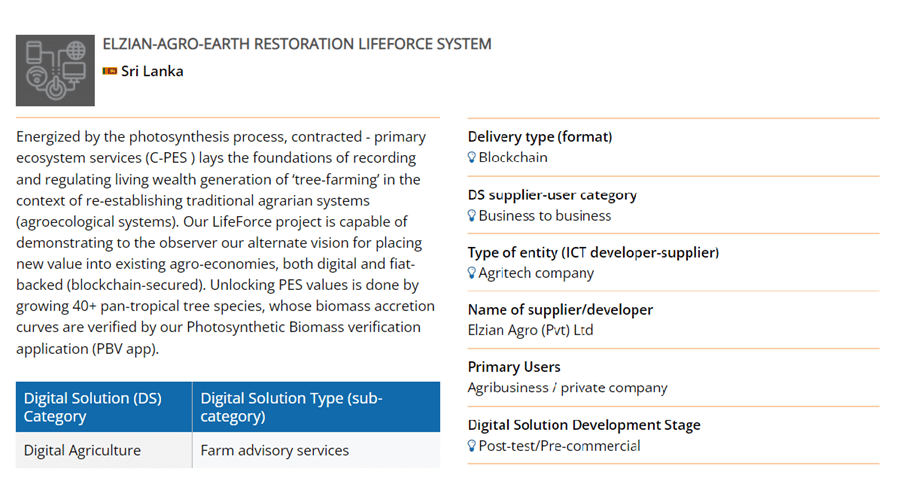 ELZIAN-AGRO-EARTH RESTORATION LIFEFORCE SYSTEM
Sri Lanka
Energized by the photosynthesis process, contracted - primary
ecosystem services (C-PES ) lays the foundations of recording
and regulating living wealth generation of ‘tree-farming’ in the
context of re-establishing traditional agrarian systems
(agroecological systems). Our LifeForce project is capable of
demonstrating to the observer our alternate vision for placing
new value into existing agro-economies, both digital and fiat-
backed (blockchain-secured). Unlocking PES values is done by
growing 40+ pan-tropical tree species, whose biomass accretion
curves are verified by our Photosynthetic Biomass verification
application (PBV app).
Digital Solution (DS)
Category
Digital Solution Type (sub-
category)
Digital Agriculture
Farm advisory services
Delivery type (format)
Blockchain
DS supplier-user category
Business to business
Type of entity (ICT developer-supplier)
Agritech company
Name of supplier/developer
Elzian Agro (Pvt) Ltd
Primary Users
Agribusiness / private company
Digital Solution Development Stage
Post-test/Pre-commercial